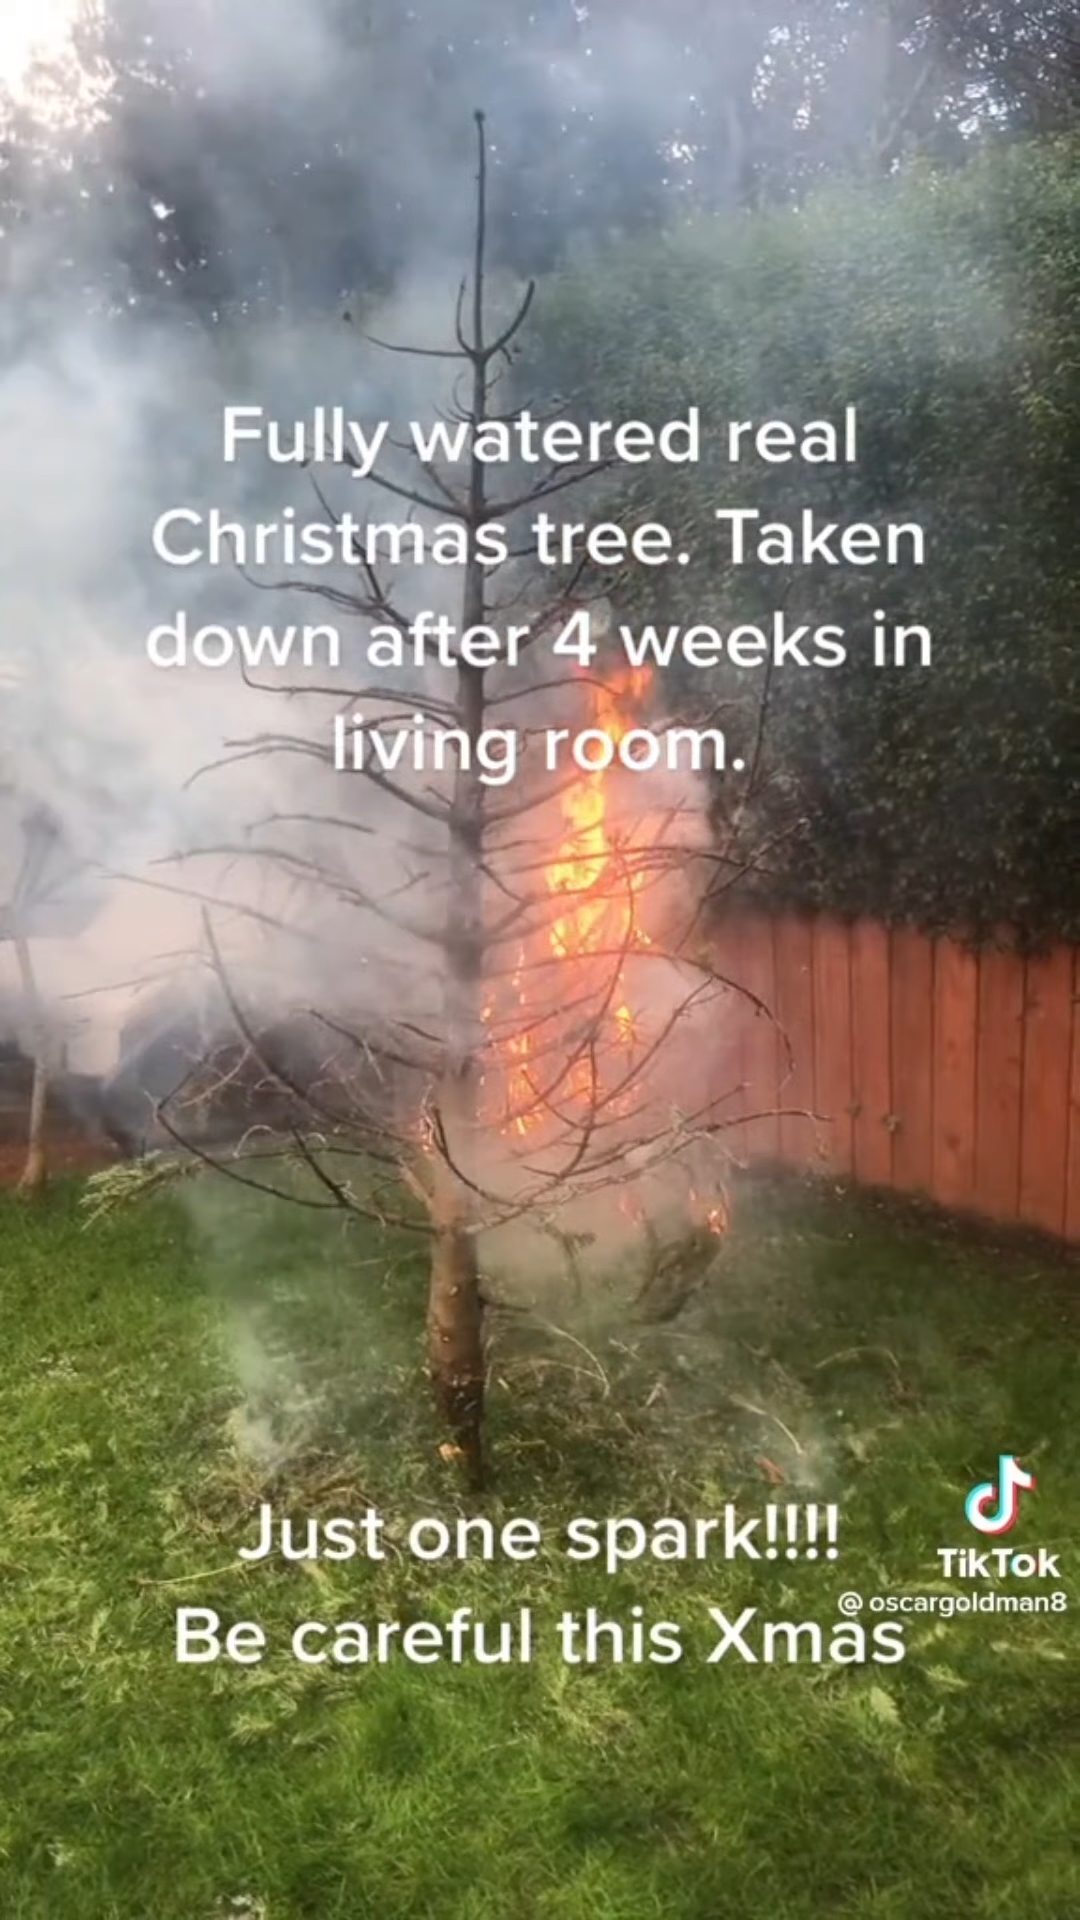 Fully watered real
Christmas tree. Taken
down after 4 weeks in
living room.
Just one spark!!!!
Be careful this Xmas
TikTok
@ oscargoldman8